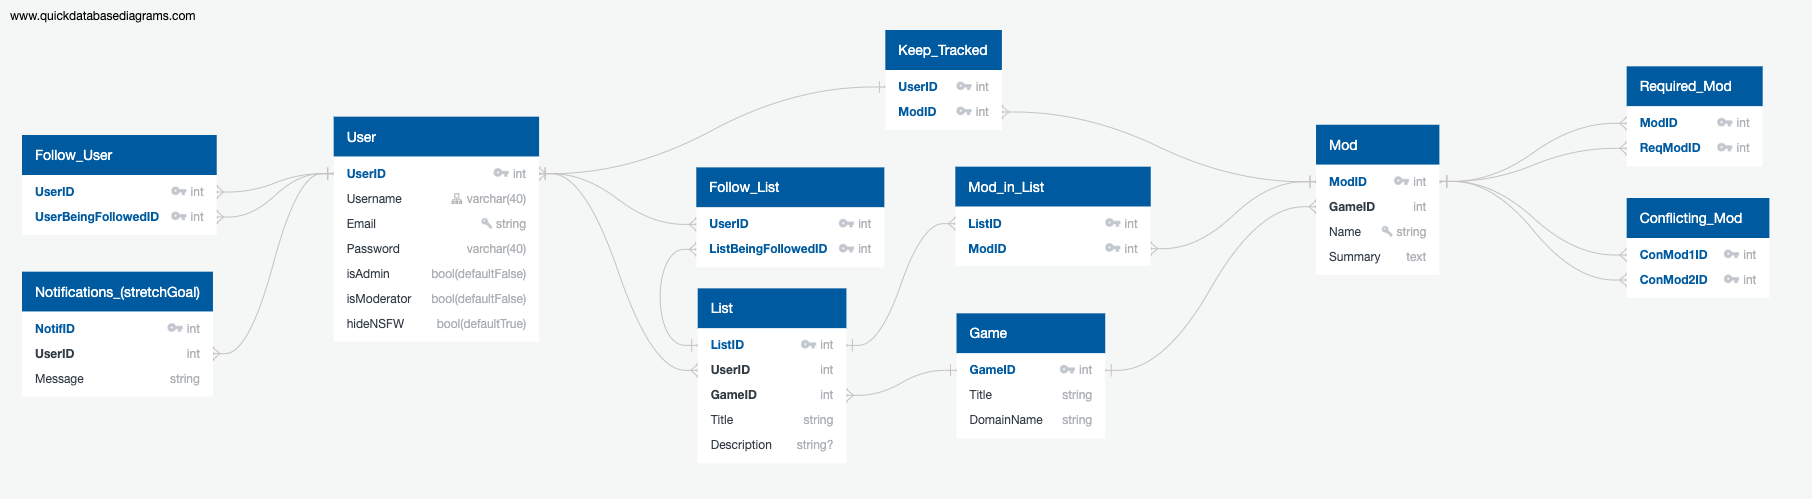 www.quickdatabasediagrams.com
Follow_User
UserID int
UserBeingFollowedID int
Notifications_(stretchGoal)
NotifID int
UserID int
Message string
User
UserID int
Username varchar(40)
Email string
Password varchar(40)
isAdmin bool(defaultFalse)
isModerator bool(defaultFalse)
hideNSFW bool(defaultTrue)
Keep_Tracked
UserID int
ModID int
Follow_List
UserID int
ListBeingFollowedID int
List
ListID int
UserID int
GameID int
Title string
Description string?
Mod_in_List
ListID int
ModID int
Game
GameID int
Title string
DomainName string
Mod
ModID int
GameID int
Name string
Summary text
Required_Mod
ModID int
ReqModID int
Conflicting_Mod
ConMod1ID int
ConMod2ID int